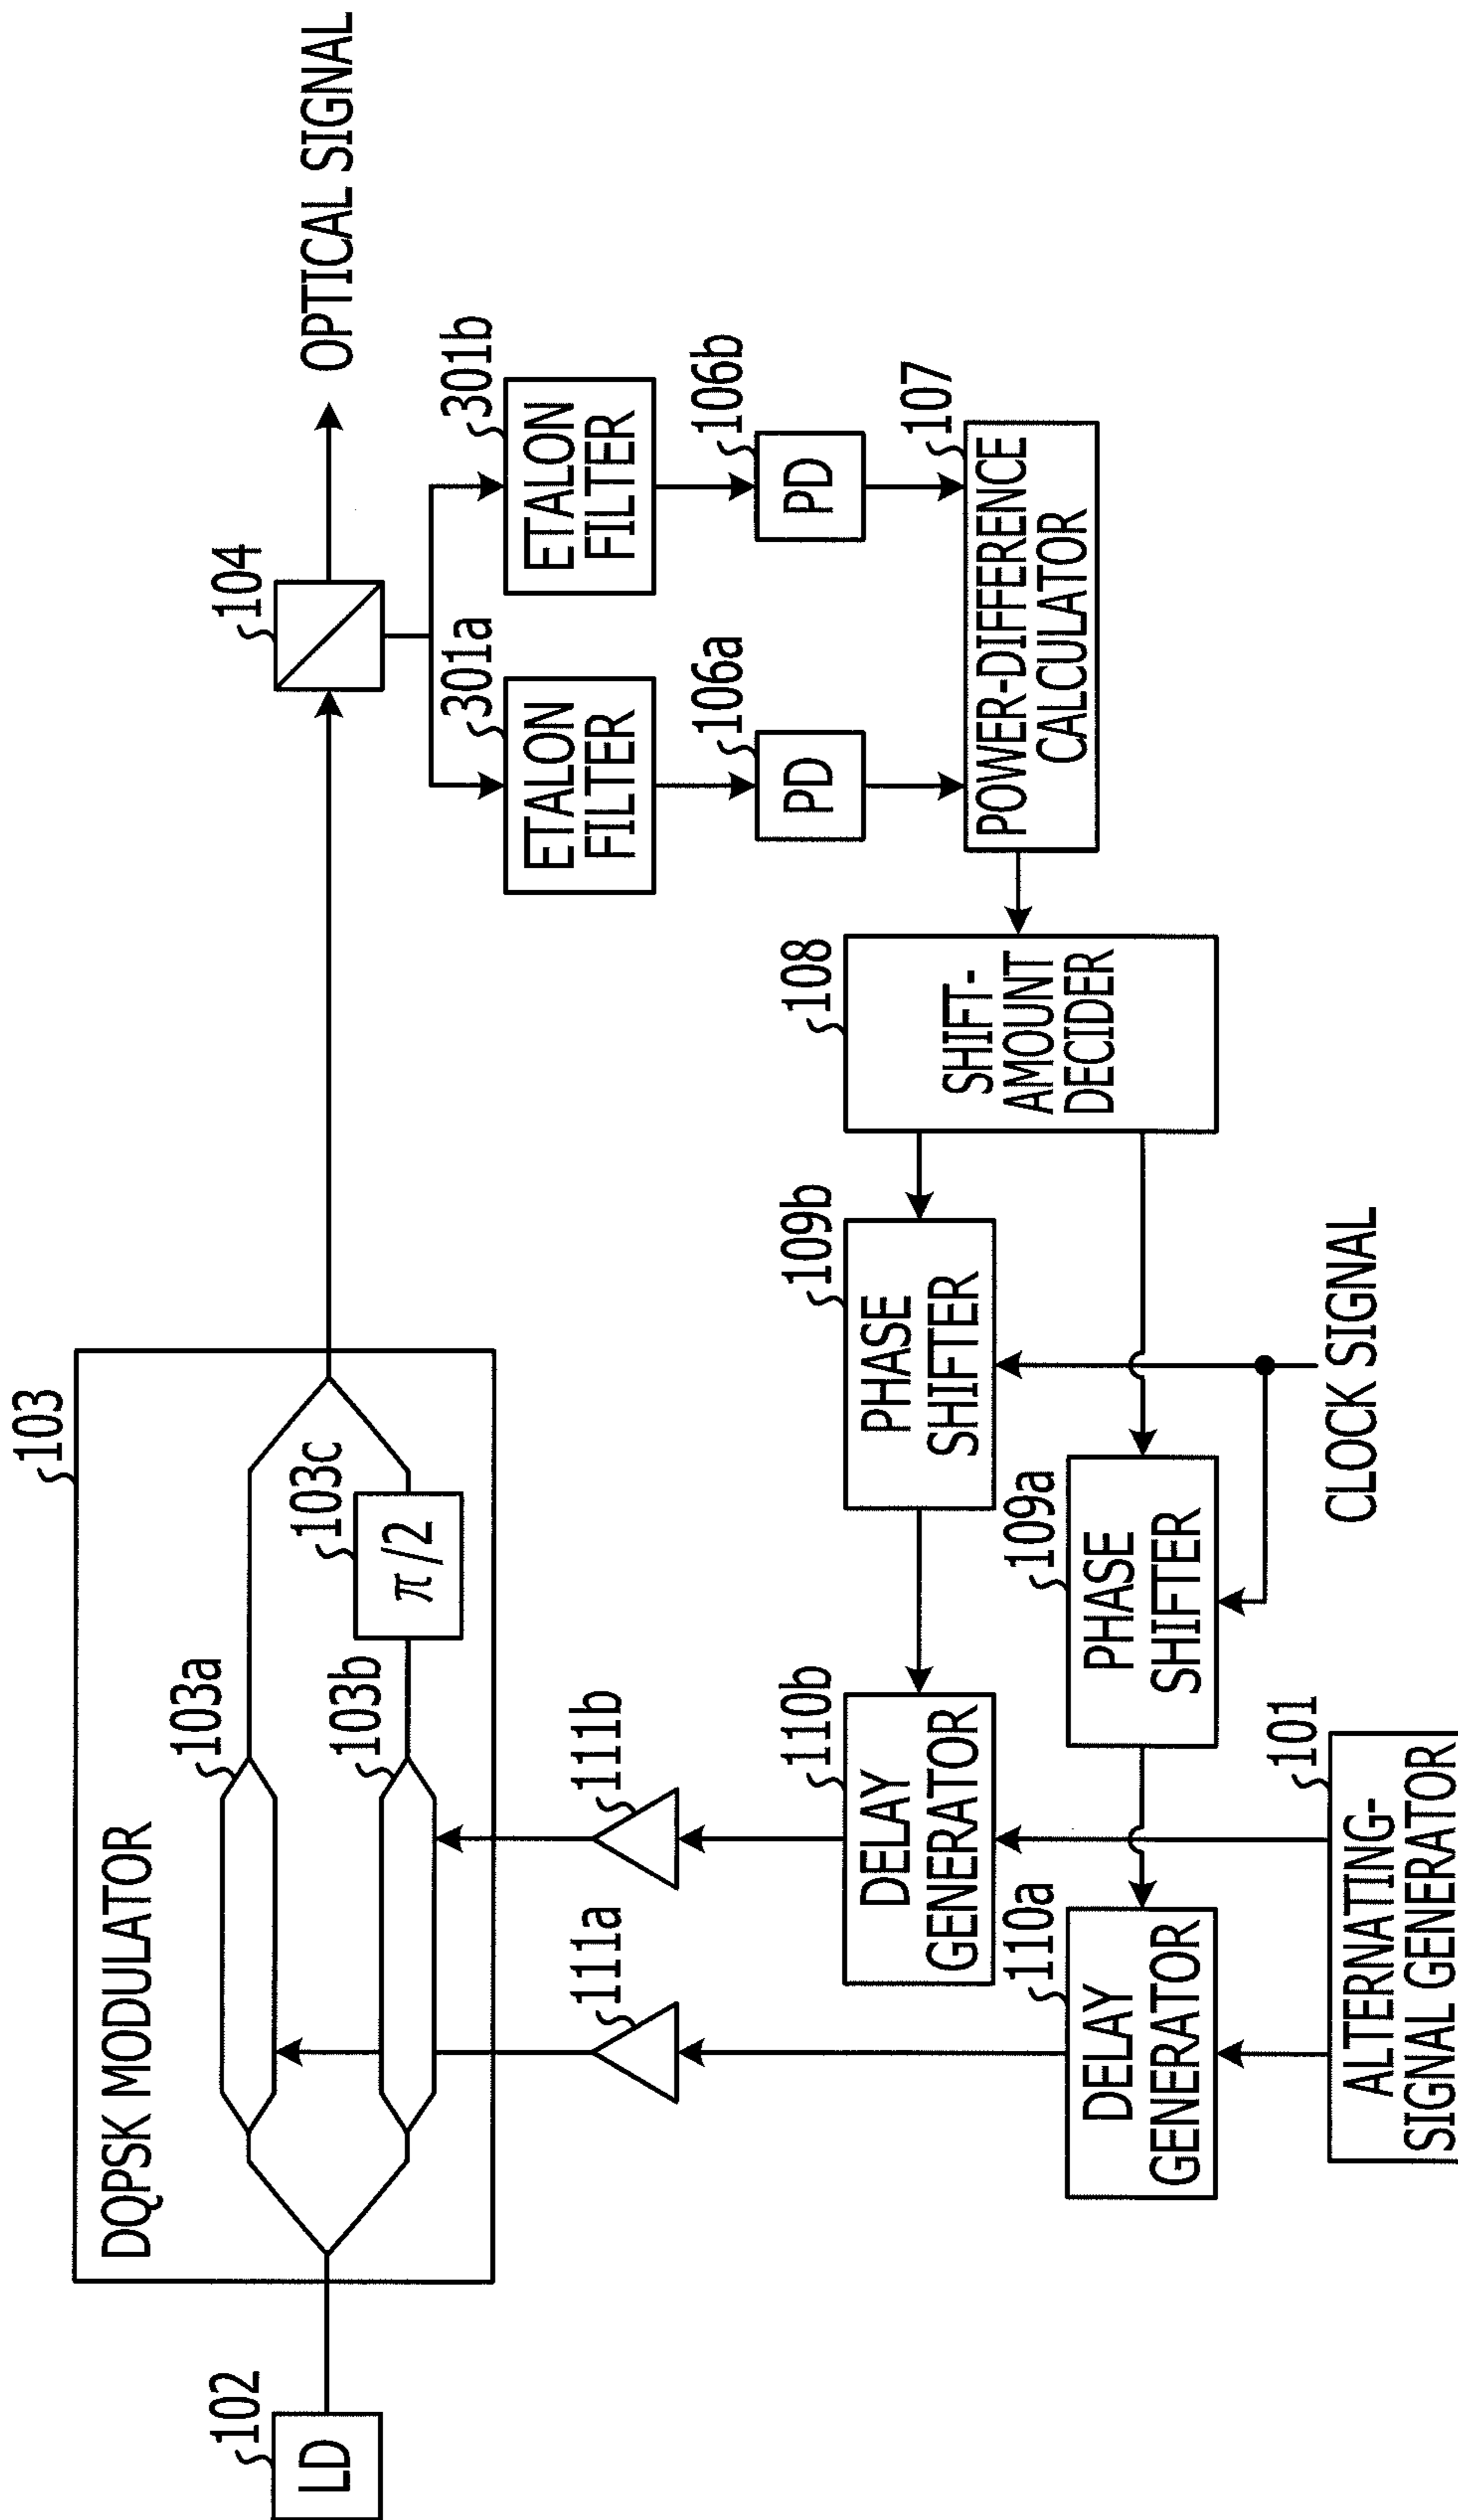 DQPSK MODULATOR
103
102
LD
103a
103b
103c
π/2
104
OPTICAL SIGNAL
301a
ETALON
FILTER
301b
ETALON
FILTER
111a
111b
106a
PD
106b
PD
110b
DELAY
GENERATOR
109b
PHASE
SHIFTER
108
SHIFT-
AMOUNT
DECIDER
107
POWER-DIFFERENCE
CALCULATOR
110a
DELAY
GENERATOR
109a
PHASE
SHIFTER
101
ALTERNATING-
SIGNAL GENERATOR
CLOCK SIGNAL